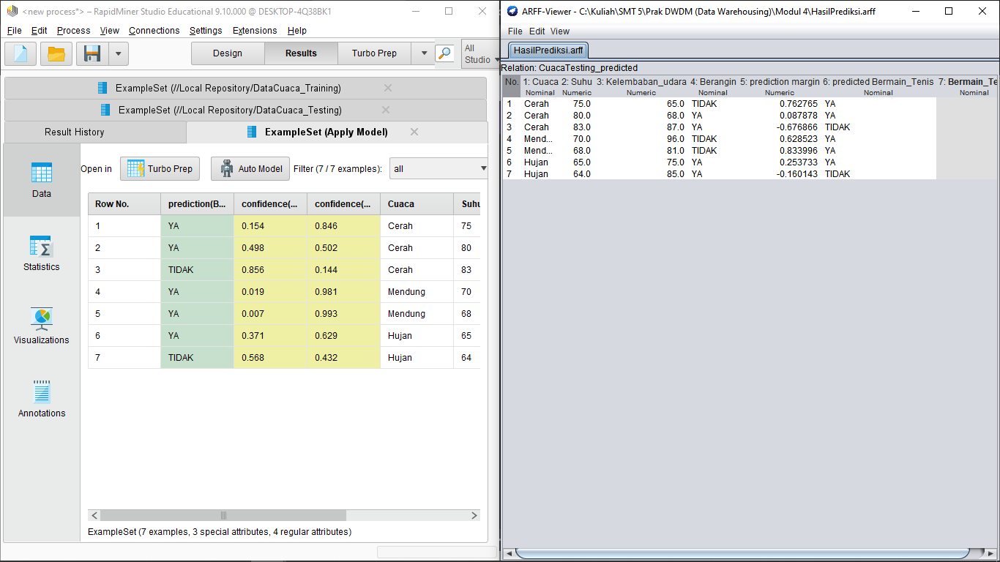 <new process*> – RapidMiner Studio Educational 9.10.000 @ DESKTOP-4Q38BK1
File Edit Process View Connections Settings Extensions Help
Design Results Turbo Prep
All
Studio
ExampleSet (//Local Repository/DataCuaca_Training)
ExampleSet (//Local Repository/DataCuaca_Testing)
Result History ExampleSet (Apply Model)
Data
Statistics
Visualizations
Annotations
Open in Turbo Prep Auto Model Filter (7 / 7 examples): all
Row No. prediction(B... confidence(... confidence(... Cuaca Suhu
1 YA 0.154 0.846 Cerah 75
2 YA 0.498 0.502 Cerah 80
3 TIDAK 0.856 0.144 Cerah 83
4 YA 0.019 0.981 Mendung 70
5 YA 0.007 0.993 Mendung 68
6 YA 0.371 0.629 Hujan 65
7 TIDAK 0.568 0.432 Hujan 64
ExampleSet (7 examples, 3 special attributes, 4 regular attributes)
ARFF-Viewer - C:\Kuliah\SMT 5\Prak DWDM (Data Warehousing)\Modul 4\HasilPrediksi.arff
File Edit View
HasilPrediksi.arff
Relation: CuacaTesting_predicted
No. 1: Cuaca 2: Suhu 3: Kelembaban_udara 4: Berangin 5: prediction margin 6: predicted Bermain_Tenis 7: Bermain_Te
Nominal Numeric Numeric Nominal Numeric Nominal Nominal
1 Cerah 75.0 65.0 TIDAK 0.762765 YA
2 Cerah 80.0 68.0 YA 0.087878 YA
3 Cerah 83.0 87.0 YA -0.676866 TIDAK
4 Mend... 70.0 96.0 TIDAK 0.628523 YA
5 Mend... 68.0 81.0 TIDAK 0.833996 YA
6 Hujan 65.0 75.0 YA 0.253733 YA
7 Hujan 64.0 85.0 YA -0.160143 TIDAK